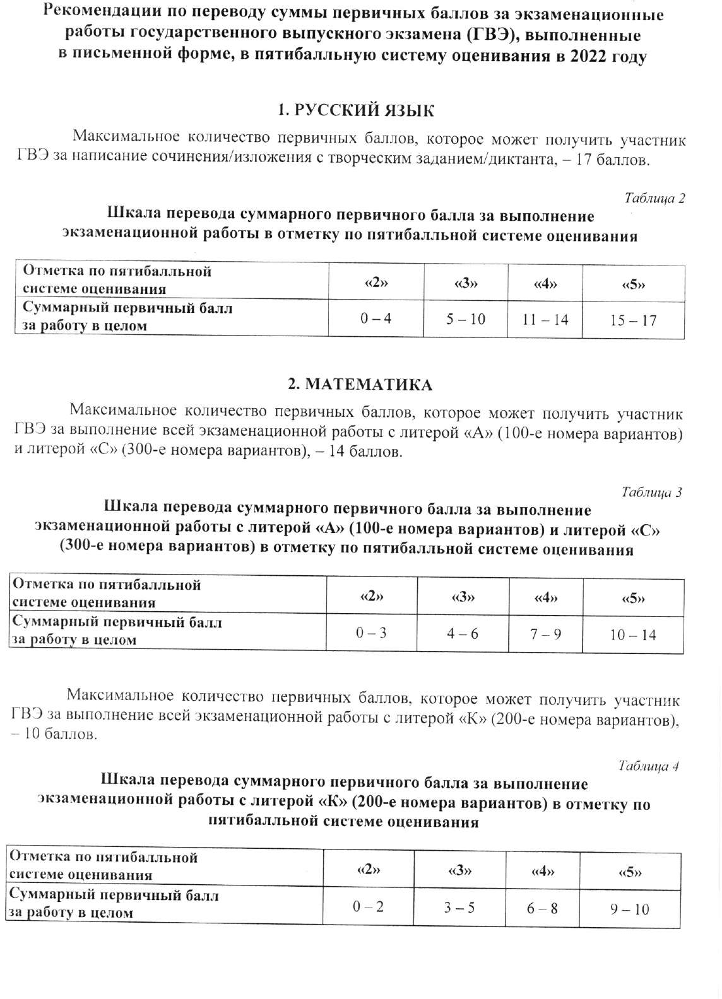 Рекомендации по переводу суммы первичных баллов за экзаменационные
работы государственного выпускного экзамена (ГВЭ), выполненные
в письменной форме, в пятибалльную систему оценивания в 2022 году
1. РУССКИЙ ЯЗЫК
Максимальное количество первичных баллов, которое может получить участник
ГВЭ за написание сочинения/изложения с творческим заданием/диктанта, – 17 баллов.
Таблица 2
Шкала перевода суммарного первичного балла за выполнение
экзаменационной работы в отметку по пятибалльной системе оценивания
Отметка по пятибалльной
системе оценивания
«2» «3» «4» «5»
Суммарный первичный балл
за работу в целом
0 – 4 5 – 10 11 – 14 15 – 17
2. МАТЕМАТИКА
Максимальное количество первичных баллов, которое может получить участник
ГВЭ за выполнение всей экзаменационной работы с литерой «А» (100-е номера вариантов)
и литерой «С» (300-е номера вариантов), – 14 баллов.
Таблица 3
Шкала перевода суммарного первичного балла за выполнение
экзаменационной работы с литерой «А» (100-е номера вариантов) и литерой «С»
(300-е номера вариантов) в отметку по пятибалльной системе оценивания
Отметка по пятибалльной
системе оценивания
«2» «3» «4» «5»
Суммарный первичный балл
за работу в целом
0 – 3 4 – 6 7 – 9 10 – 14
Максимальное количество первичных баллов, которое может получить участник
ГВЭ за выполнение всей экзаменационной работы с литерой «К» (200-е номера вариантов),
– 10 баллов.
Таблица 4
Шкала перевода суммарного первичного балла за выполнение
экзаменационной работы с литерой «К» (200-е номера вариантов) в отметку по
пятибалльной системе оценивания
Отметка по пятибалльной
системе оценивания
«2» «3» «4» «5»
Суммарный первичный балл
за работу в целом
0 – 2 3 – 5 6 – 8 9 – 10